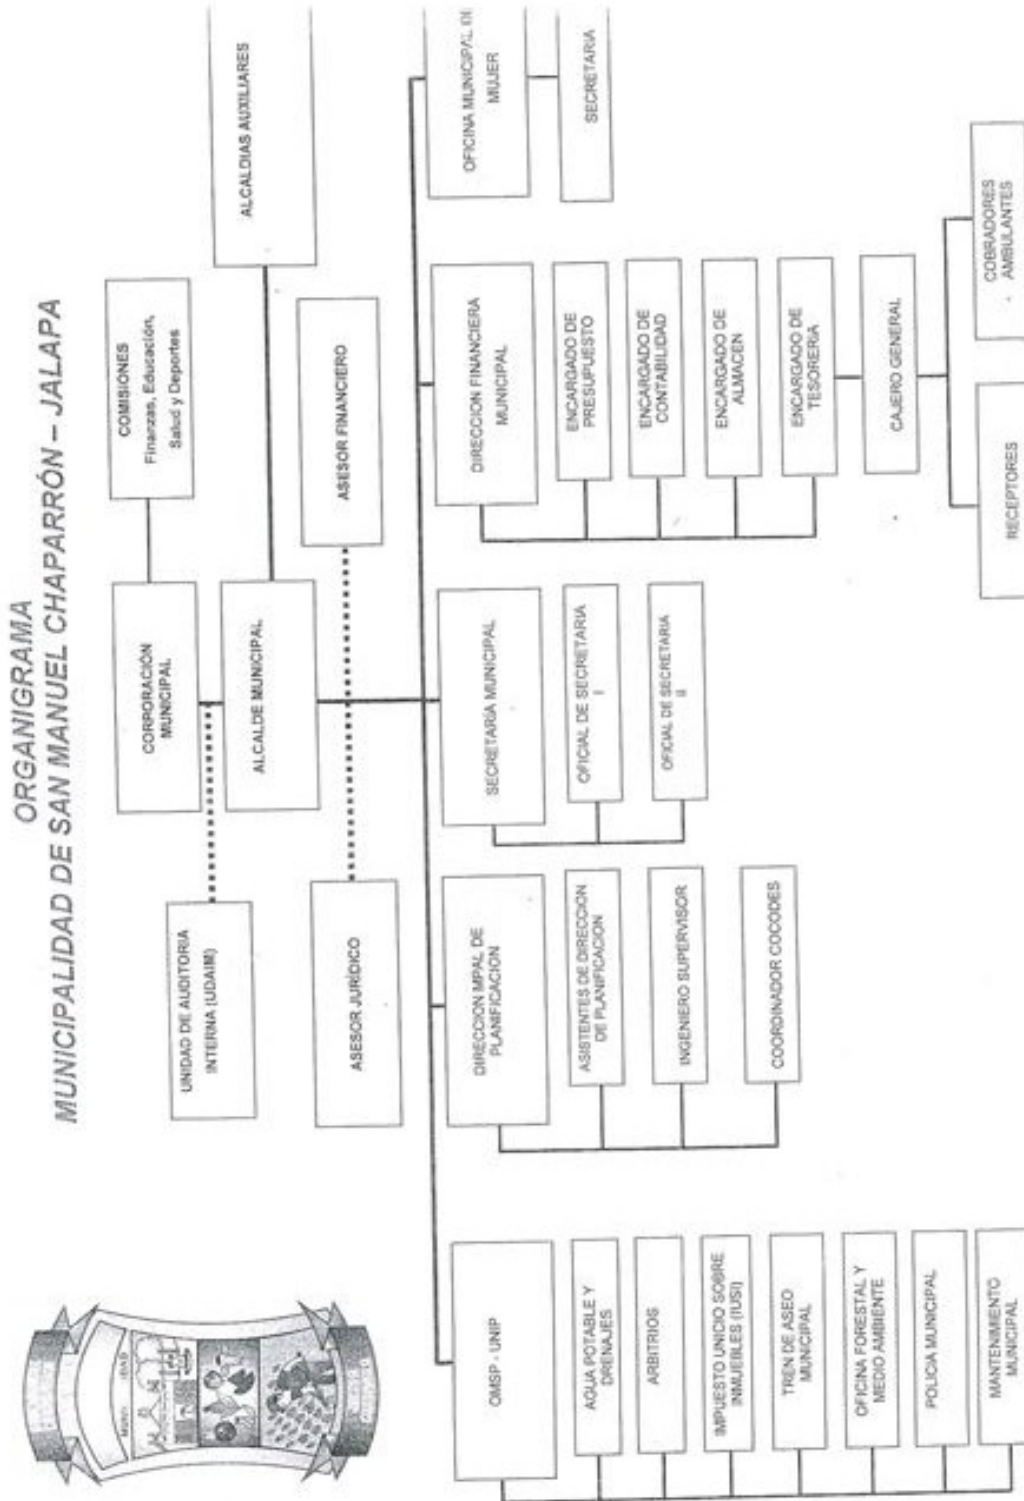 ORGANIGRAMA
MUNICIPALIDAD DE SAN MANUEL CHAPARRÓN – JALAPA
CORPORACIÓN
MUNICIPAL
COMISIONES
Finanzas, Educación,
Salud y Deportes
UNIDAD DE AUDITORIA
INTERNA (UDAIM)
ALCALDE MUNICIPAL
ALCALDIAS AUXILIARES
ASESOR JURÍDICO
ASESOR FINANCIERO
OMSP - UNIP
AGUA POTABLE Y
DRENAJES
ARBITRIOS
IMPUESTO UNICIO SOBRE
INMUEBLES (IUSI)
TREN DE ASEO
MUNICIPAL
OFICINA FORESTAL Y
MEDIO AMBIENTE
POLICIA MUNICIPAL
MANTENIMIENTO
MUNICIPAL
DIRECCION MPAL DE
PLANIFICACION
ASISTENTES DE DIRECCION
DE PLANIFICACION
INGENIERO SUPERVISOR
COORDINADOR COCODES
SECRETARÍA MUNICIPAL
OFICIAL DE SECRETARIA
I
OFICIAL DE SECRETARIA
II
DIRECCION FINANCIERA
MUNICIPAL
ENCARGADO DE
PRESUPUESTO
ENCARGADO DE
CONTABILIDAD
ENCARGADO DE
ALMACEN
ENCARGADO DE
TESORERIA
CAJERO GENERAL
RECEPTORES
COBRADORES
AMBULANTES
OFICINA MUNICIPAL
MUJER
SECRETARIA